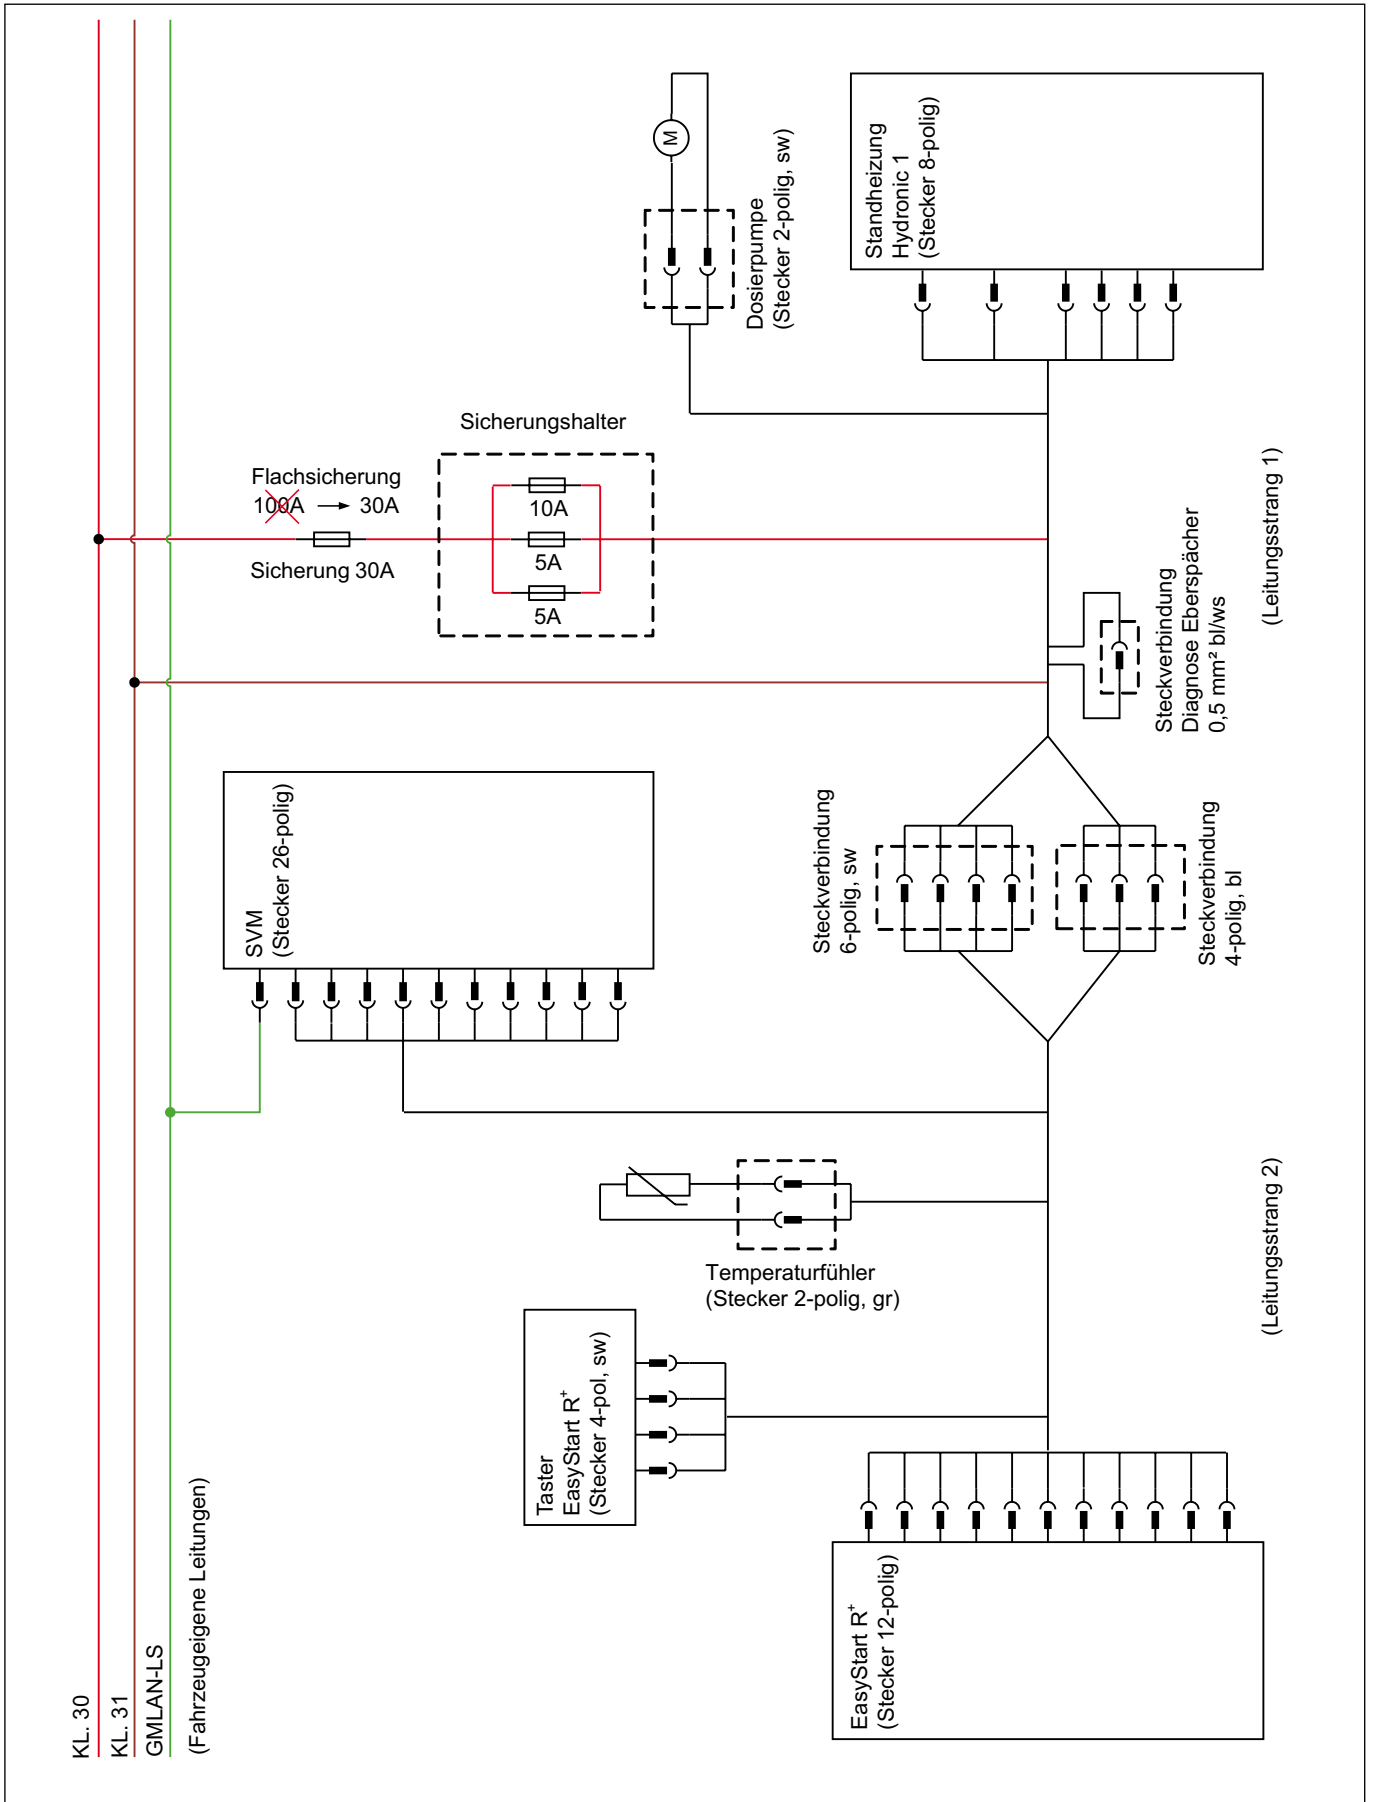 Dosierpumpe
(Stecker 2-polig, sw)
M
Standheizung
Hydronic 1
(Stecker 8-polig)
Sicherungshalter
Flachsicherung
100A → 30A
Sicherung 30A
10A
5A
5A
Steckverbindung
Diagnose Eberspächer
0,5 mm² bl/ws
(Leitungsstrang 1)
SVM
(Stecker 26-polig)
Steckverbindung
6-polig, sw
Steckverbindung
4-polig, bl
Temperaturfühler
(Stecker 2-polig, gr)
(Leitungsstrang 2)
Taster
EasyStart R⁺
(Stecker 4-pol, sw)
EasyStart R⁺
(Stecker 12-polig)
KL. 30
KL. 31
GMLAN-LS
(Fahrzeugeigene Leitungen)